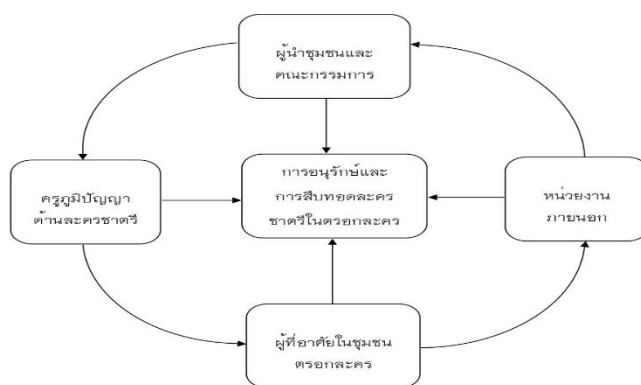 ผู้นำชุมชนและ
คณะกรรมการ
ครูภูมิปัญญา
ด้านละครชาตรี
การอนุรักษ์และ
การสืบทอดละคร
ชาตรีในตรอกละคร
หน่วยงาน
ภายนอก
ผู้ที่อาศัยในชุมชน
ตรอกละคร